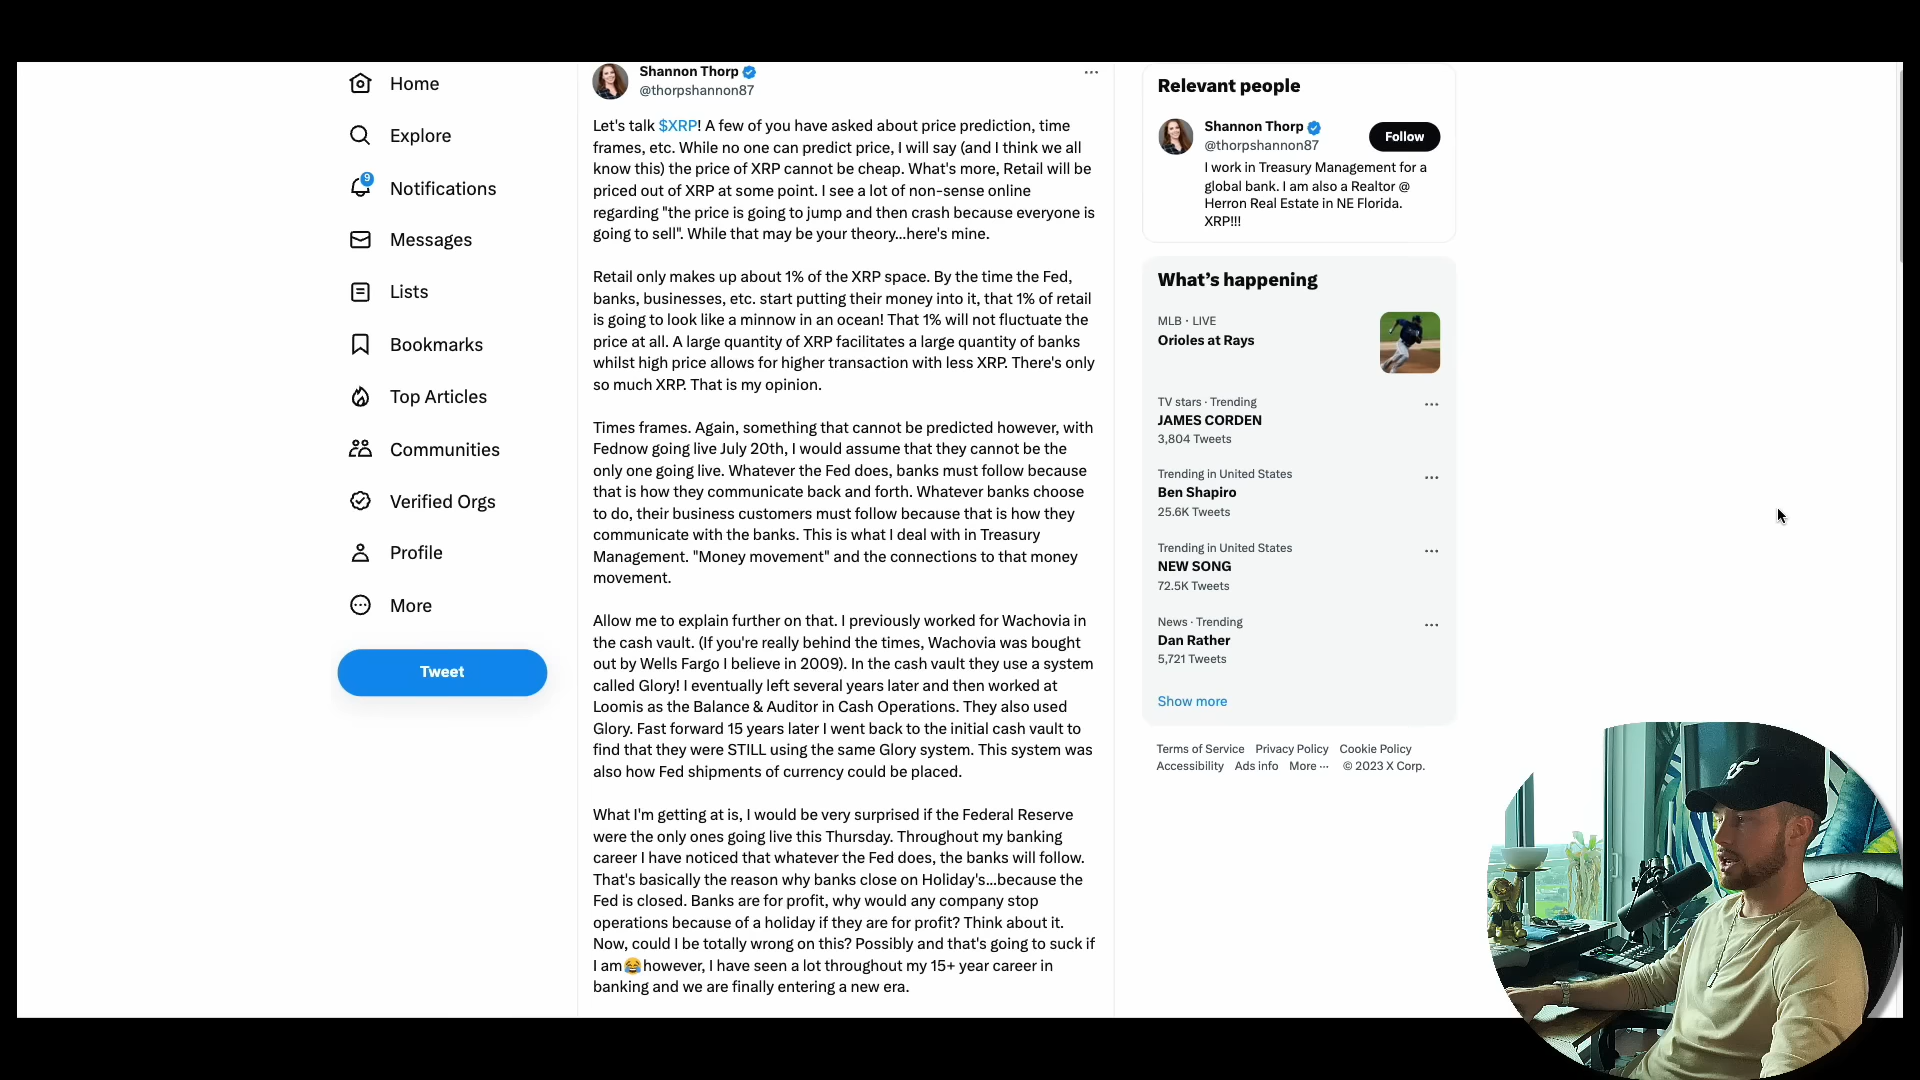 Home
Explore
9
Notifications
Messages
Lists
Bookmarks
Top Articles
Communities
Verified Orgs
Profile
More
Tweet
Shannon Thorp
@thorpshannon87
Let's talk $XRP! A few of you have asked about price prediction, time
frames, etc. While no one can predict price, I will say (and I think we all
know this) the price of XRP cannot be cheap. What's more, Retail will be
priced out of XRP at some point. I see a lot of non-sense online
regarding "the price is going to jump and then crash because everyone is
going to sell". While that may be your theory...here's mine.
Retail only makes up about 1% of the XRP space. By the time the Fed,
banks, businesses, etc. start putting their money into it, that 1% of retail
is going to look like a minnow in an ocean! That 1% will not fluctuate the
price at all. A large quantity of XRP facilitates a large quantity of banks
whilst high price allows for higher transaction with less XRP. There's only
so much XRP. That is my opinion.
Times frames. Again, something that cannot be predicted however, with
Fednow going live July 20th, I would assume that they cannot be the
only one going live. Whatever the Fed does, banks must follow because
that is how they communicate back and forth. Whatever banks choose
to do, their business customers must follow because that is how they
communicate with the banks. This is what I deal with in Treasury
Management. "Money movement" and the connections to that money
movement.
Allow me to explain further on that. I previously worked for Wachovia in
the cash vault. (If you're really behind the times, Wachovia was bought
out by Wells Fargo I believe in 2009). In the cash vault they use a system
called Glory! I eventually left several years later and then worked at
Loomis as the Balance & Auditor in Cash Operations. They also used
Glory. Fast forward 15 years later I went back to the initial cash vault to
find that they were STILL using the same Glory system. This system was
also how Fed shipments of currency could be placed.
What I'm getting at is, I would be very surprised if the Federal Reserve
were the only ones going live this Thursday. Throughout my banking
career I have noticed that whatever the Fed does, the banks will follow.
That's basically the reason why banks close on Holiday's...because the
Fed is closed. Banks are for profit, why would any company stop
operations because of a holiday if they are for profit? Think about it.
Now, could I be totally wrong on this? Possibly and that's going to suck if
I am😂however, I have seen a lot throughout my 15+ year career in
banking and we are finally entering a new era.
Relevant people
Shannon Thorp
@thorpshannon87
Follow
I work in Treasury Management for a
global bank. I am also a Realtor @
Herron Real Estate in NE Florida.
XRP!!!
What's happening
MLB · LIVE
Orioles at Rays
TV stars · Trending
JAMES CORDEN
3,804 Tweets
Trending in United States
Ben Shapiro
25.6K Tweets
Trending in United States
NEW SONG
72.5K Tweets
News · Trending
Dan Rather
5,721 Tweets
Show more
Terms of Service Privacy Policy Cookie Policy
Accessibility Ads info More ··· © 2023 X Corp.